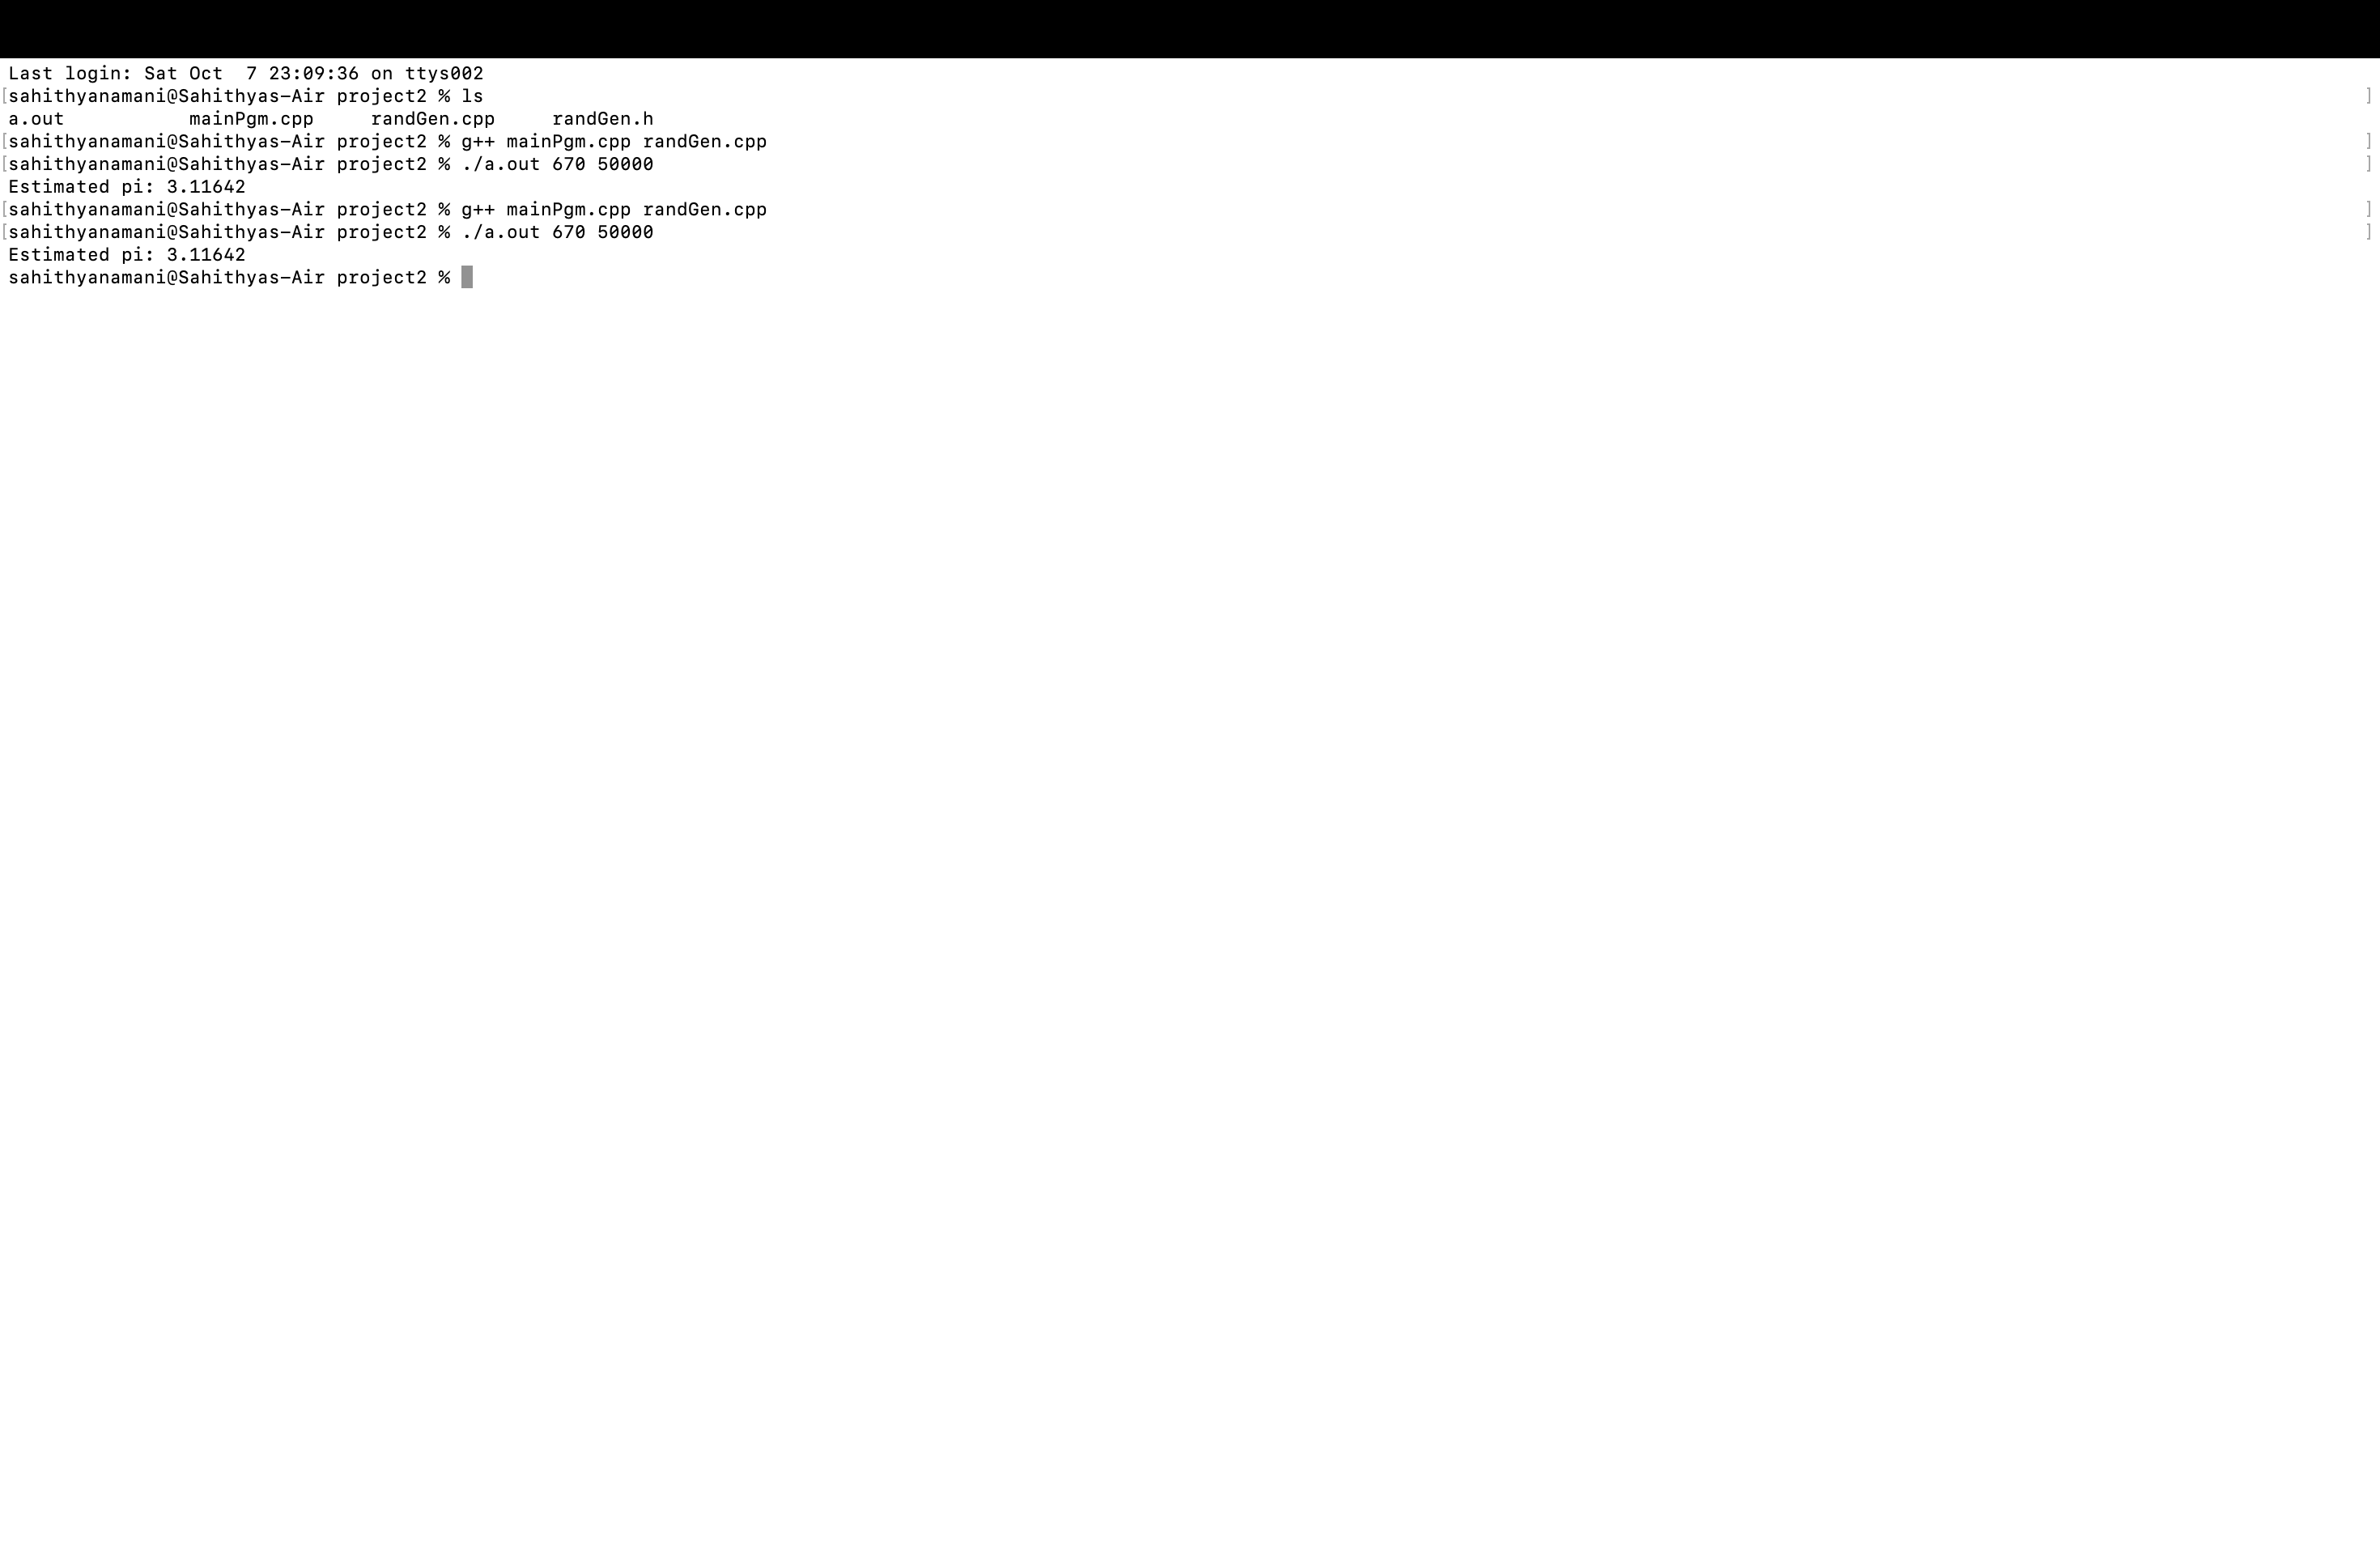 Last login: Sat Oct  7 23:09:36 on ttys002
[sahithyanamani@Sahithyas-Air project2 % ls ]
a.out           mainPgm.cpp     randGen.cpp     randGen.h
[sahithyanamani@Sahithyas-Air project2 % g++ mainPgm.cpp randGen.cpp ]
[sahithyanamani@Sahithyas-Air project2 % ./a.out 670 50000 ]
Estimated pi: 3.11642
[sahithyanamani@Sahithyas-Air project2 % g++ mainPgm.cpp randGen.cpp ]
[sahithyanamani@Sahithyas-Air project2 % ./a.out 670 50000 ]
Estimated pi: 3.11642
sahithyanamani@Sahithyas-Air project2 %